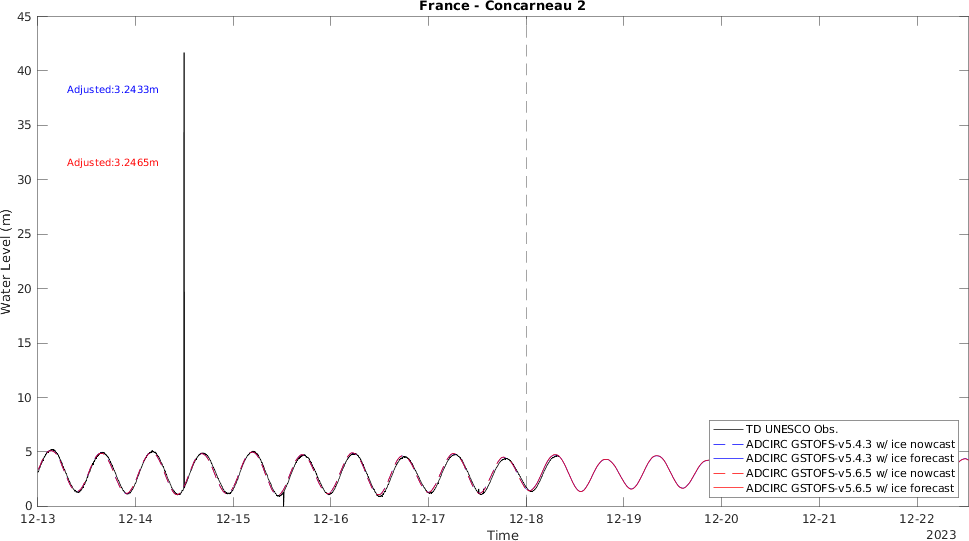 France - Concarneau 2
45
40
35
30
25
20
15
10
5
0
Water Level (m)
Adjusted:3.2433m
Adjusted:3.2465m
TD UNESCO Obs.
ADCIRC GSTOFS-v5.4.3 w/ ice nowcast
ADCIRC GSTOFS-v5.4.3 w/ ice forecast
ADCIRC GSTOFS-v5.6.5 w/ ice nowcast
ADCIRC GSTOFS-v5.6.5 w/ ice forecast
12-13 12-14 12-15 12-16 12-17 12-18 12-19 12-20 12-21 12-22
Time
2023